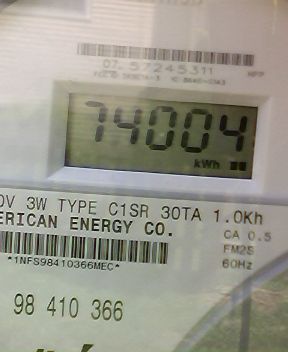 07. 57245311
HPP
74004
kWh
0V 3W TYPE C1SR 30TA 1.0Kh
ERICAN ENERGY CO.
CA 0.5
FM2S
*1NFS98410366MEC*
60Hz
98 410 366